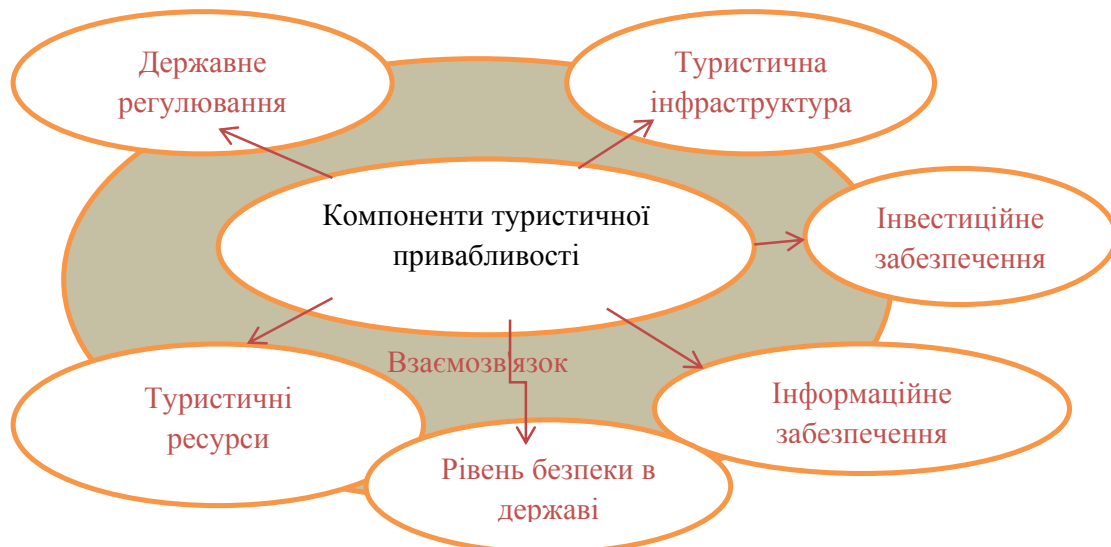 Державне
регулювання
Туристична
інфраструктура
Компоненти туристичної
привабливості
Інвестиційне
забезпечення
Взаємозв'язок
Туристичні
ресурси
Інформаційне
забезпечення
Рівень безпеки в
державі